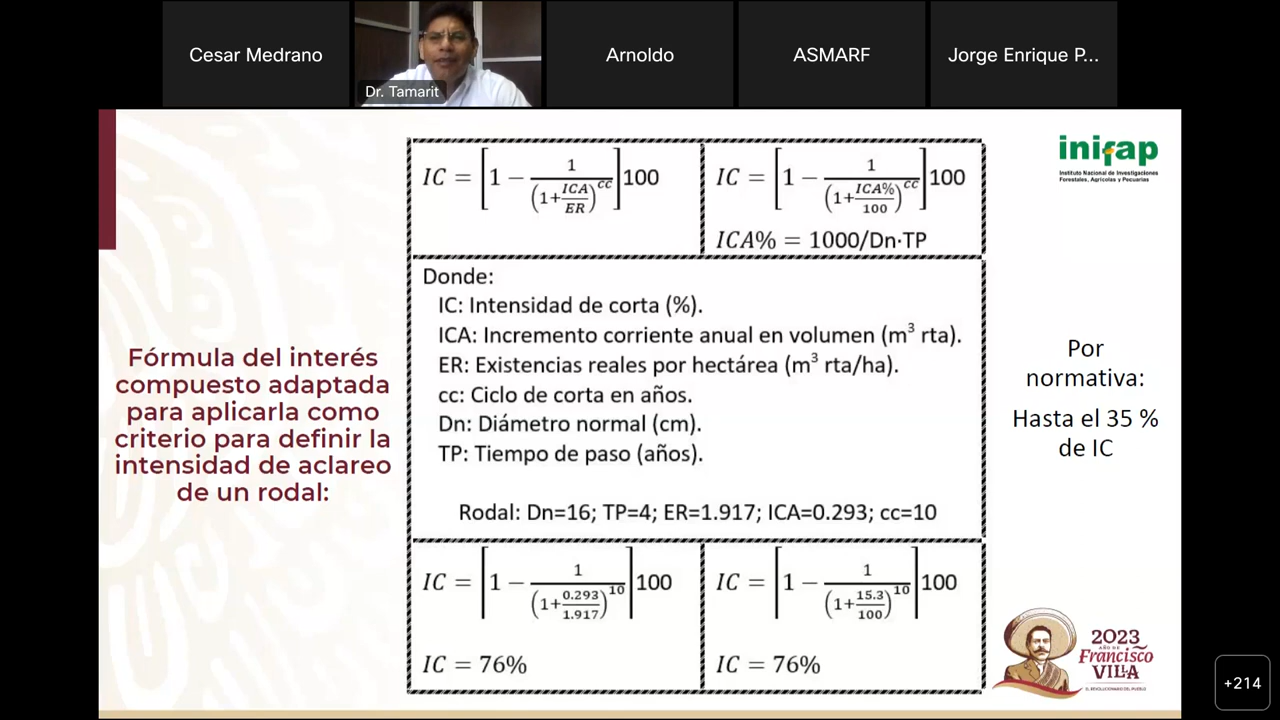 Cesar Medrano
Dr. Tamarit
Arnoldo
ASMARF
Jorge Enrique P...
inifap
Instituto Nacional de Investigaciones
Forestales, Agrícolas y Pecuarias
Fórmula del interés
compuesto adaptada
para aplicarla como
criterio para definir la
intensidad de aclareo
de un rodal:
IC = [1 − 1/(1+ICA/ER)^cc]100
IC = [1 − 1/(1+ICA%/100)^cc]100
ICA% = 1000/Dn·TP
Donde:
IC: Intensidad de corta (%).
ICA: Incremento corriente anual en volumen (m³ rta).
ER: Existencias reales por hectárea (m³ rta/ha).
cc: Ciclo de corta en años.
Dn: Diámetro normal (cm).
TP: Tiempo de paso (años).
Rodal: Dn=16; TP=4; ER=1.917; ICA=0.293; cc=10
IC = [1 − 1/(1+0.293/1.917)^10]100
IC = 76%
IC = [1 − 1/(1+15.3/100)^10]100
IC = 76%
Por
normativa:
Hasta el 35 %
de IC
2023
AÑO DE
Francisco
VILLA
EL REVOLUCIONARIO DEL PUEBLO
+214